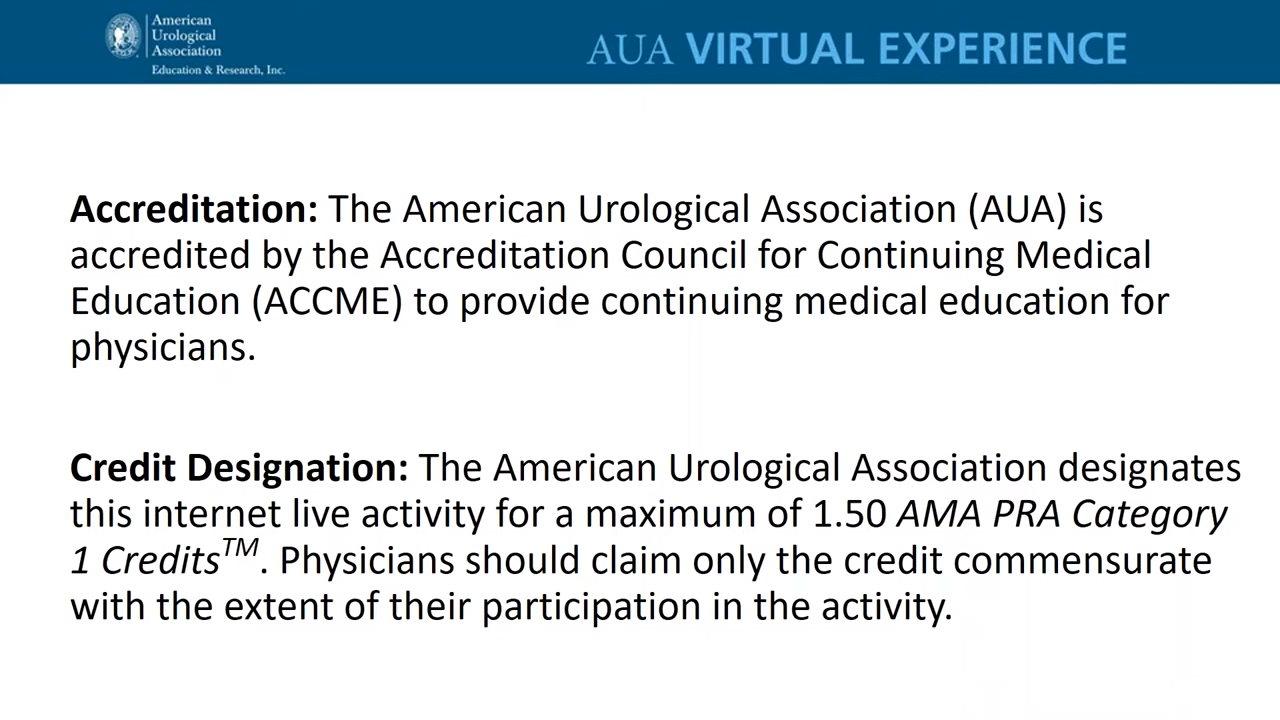 American
Urological
Association
Education & Research, Inc.
AUA VIRTUAL EXPERIENCE
Accreditation: The American Urological Association (AUA) is
accredited by the Accreditation Council for Continuing Medical
Education (ACCME) to provide continuing medical education for
physicians.
Credit Designation: The American Urological Association designates
this internet live activity for a maximum of 1.50 AMA PRA Category
1 Credits™. Physicians should claim only the credit commensurate
with the extent of their participation in the activity.